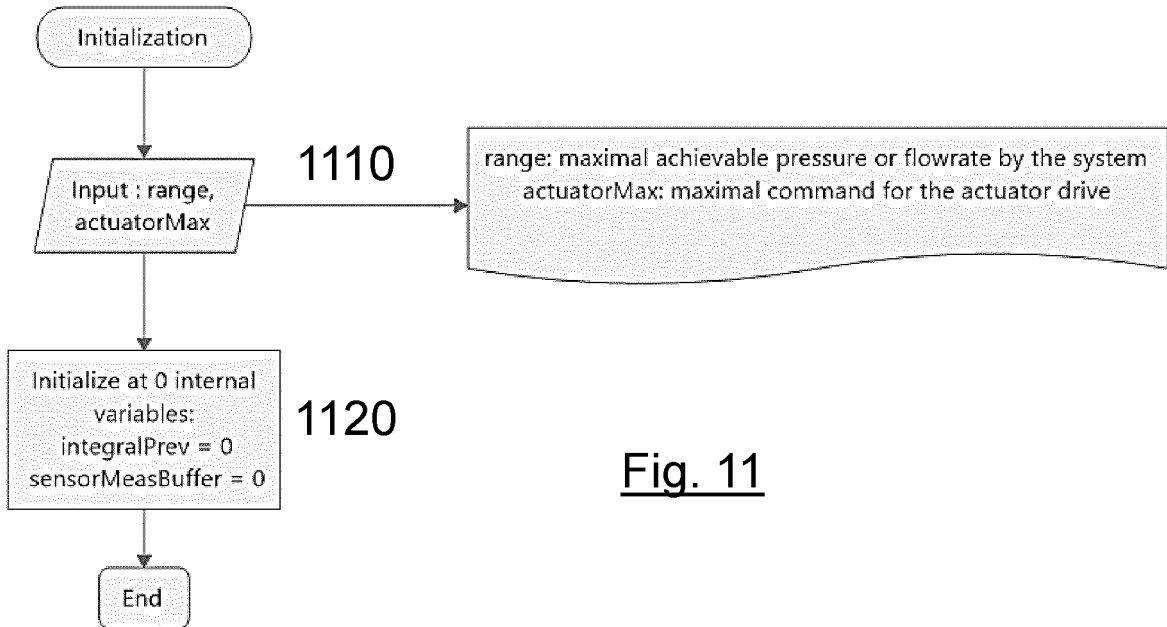 Initialization
1110
Input : range,
actuatorMax
range: maximal achievable pressure or flowrate by the system
actuatorMax: maximal command for the actuator drive
Initialize at 0 internal
variables:
integralPrev = 0
sensorMeasBuffer = 0
1120
Fig. 11
End